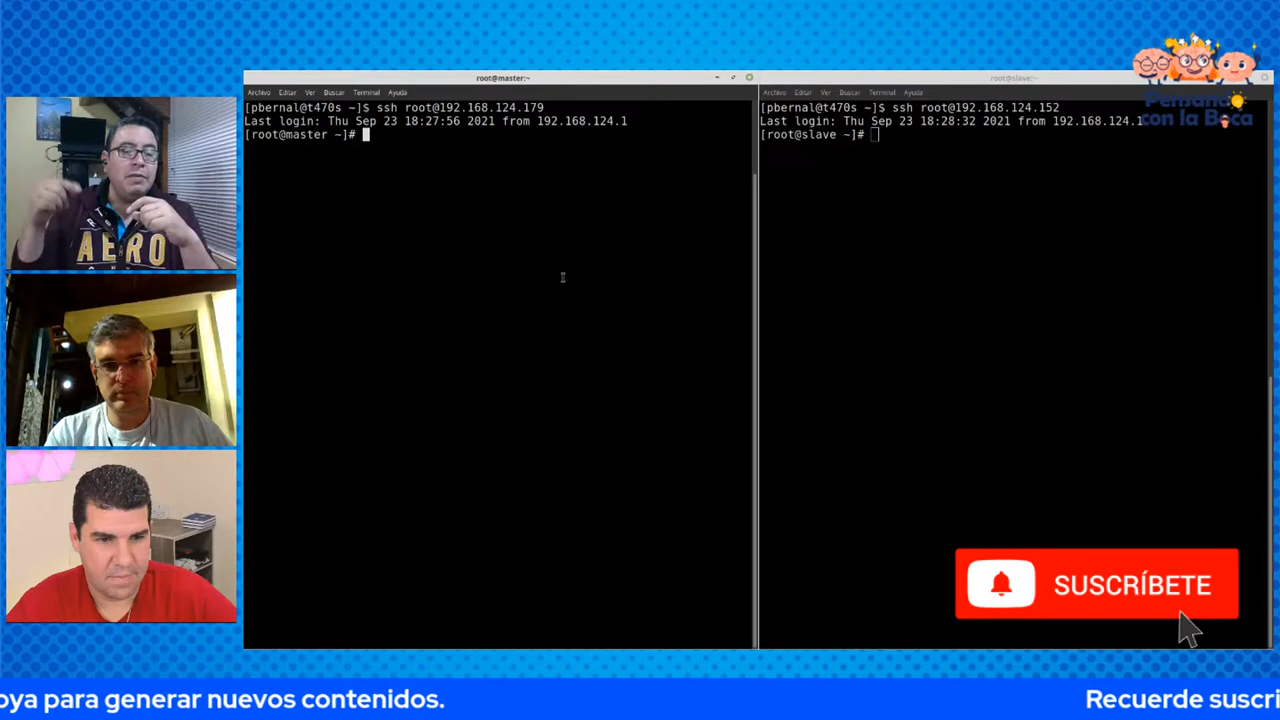 root@master:~
Archivo Editar Ver Buscar Terminal Ayuda
[pbernal@t470s ~]$ ssh root@192.168.124.179
Last login: Thu Sep 23 18:27:56 2021 from 192.168.124.1
[root@master ~]#
root@slave:~
Archivo Editar Ver Buscar Terminal Ayuda
[pbernal@t470s ~]$ ssh root@192.168.124.152
Last login: Thu Sep 23 18:28:32 2021 from 192.168.124.1
[root@slave ~]#
Pensando
con la Boca
AERO
SUSCRÍBETE
oya para generar nuevos contenidos.
Recuerde suscri